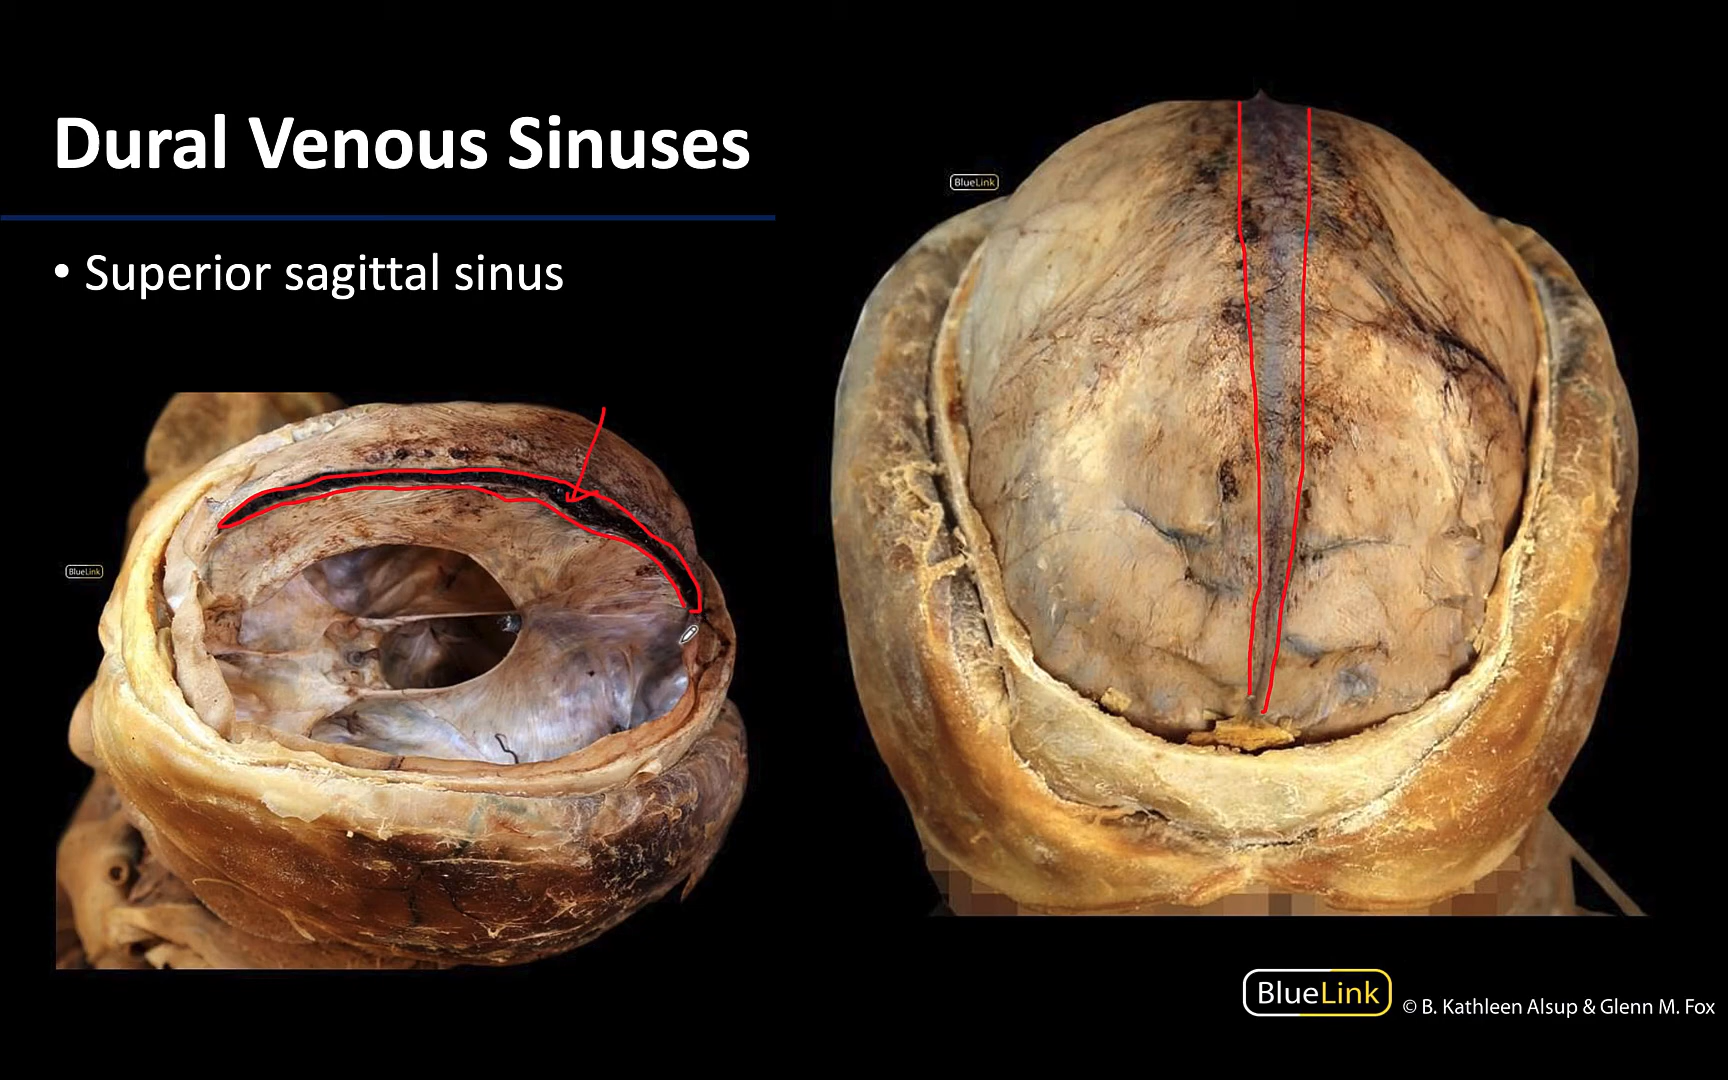 Dural Venous Sinuses
• Superior sagittal sinus
BlueLink
BlueLink
BlueLink © B. Kathleen Alsup & Glenn M. Fox